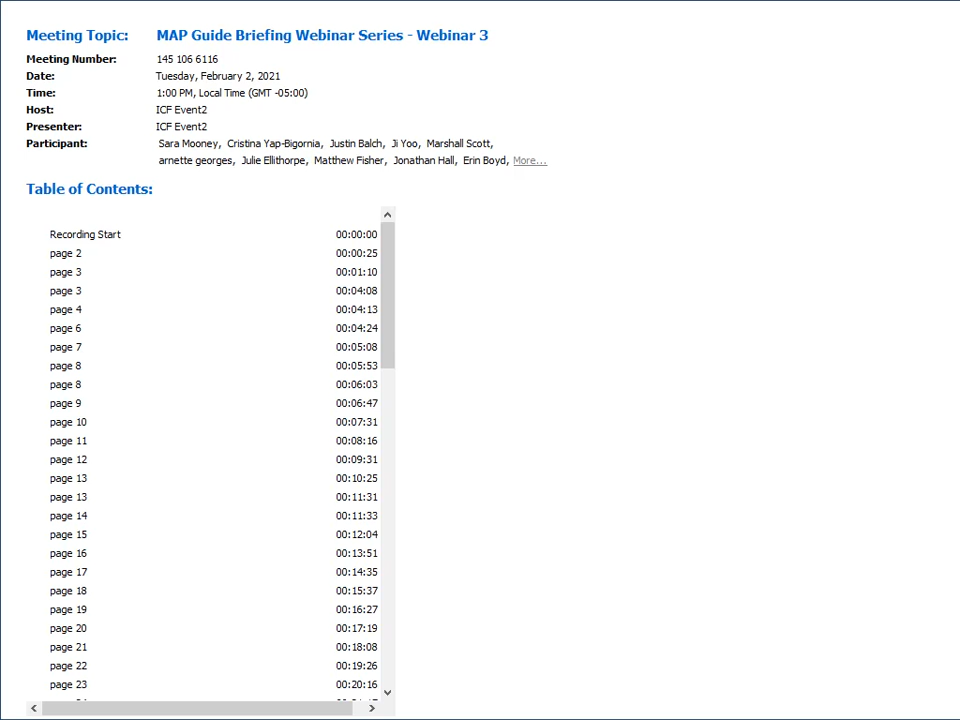 Meeting Topic: MAP Guide Briefing Webinar Series - Webinar 3
Meeting Number: 145 106 6116
Date: Tuesday, February 2, 2021
Time: 1:00 PM, Local Time (GMT -05:00)
Host: ICF Event2
Presenter: ICF Event2
Participant: Sara Mooney, Cristina Yap-Bigornia, Justin Balch, Ji Yoo, Marshall Scott,
arnette georges, Julie Ellithorpe, Matthew Fisher, Jonathan Hall, Erin Boyd, More...
Table of Contents:
Recording Start 00:00:00
page 2 00:00:25
page 3 00:01:10
page 3 00:04:08
page 4 00:04:13
page 6 00:04:24
page 7 00:05:08
page 8 00:05:53
page 8 00:06:03
page 9 00:06:47
page 10 00:07:31
page 11 00:08:16
page 12 00:09:31
page 13 00:10:25
page 13 00:11:31
page 14 00:11:33
page 15 00:12:04
page 16 00:13:51
page 17 00:14:35
page 18 00:15:37
page 19 00:16:27
page 20 00:17:19
page 21 00:18:08
page 22 00:19:26
page 23 00:20:16